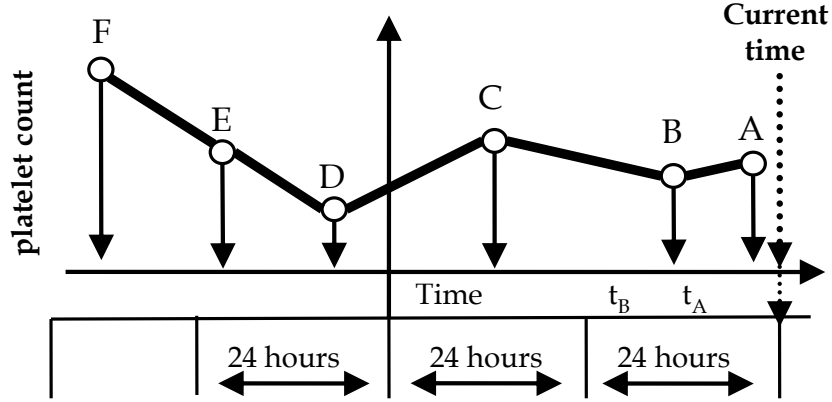 Current
time
F
E
D
C
B
A
platelet count
Time
t_B
t_A
24 hours
24 hours
24 hours